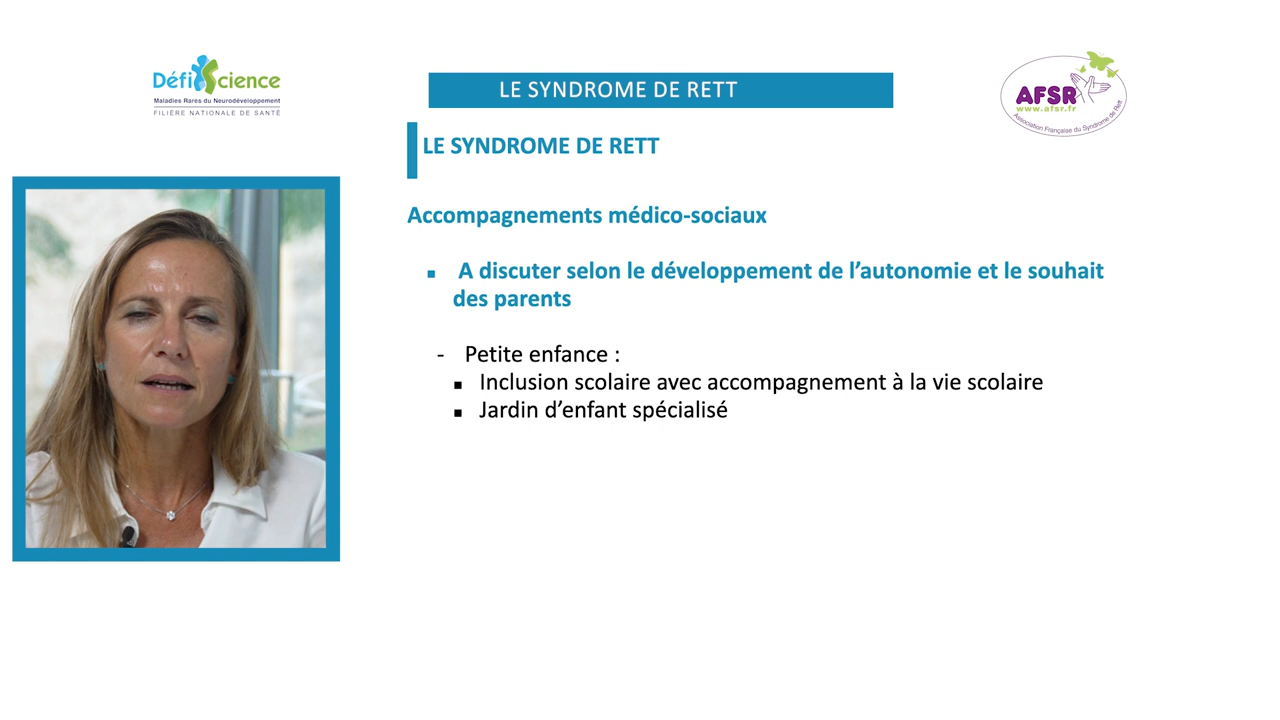 DéfiScience
Maladies Rares du Neurodéveloppement
FILIÈRE NATIONALE DE SANTÉ
LE SYNDROME DE RETT
AFSR
www.afsr.fr
Association Française du Syndrome de Rett
LE SYNDROME DE RETT
Accompagnements médico-sociaux
▪ A discuter selon le développement de l’autonomie et le souhait
des parents
- Petite enfance :
▪ Inclusion scolaire avec accompagnement à la vie scolaire
▪ Jardin d’enfant spécialisé